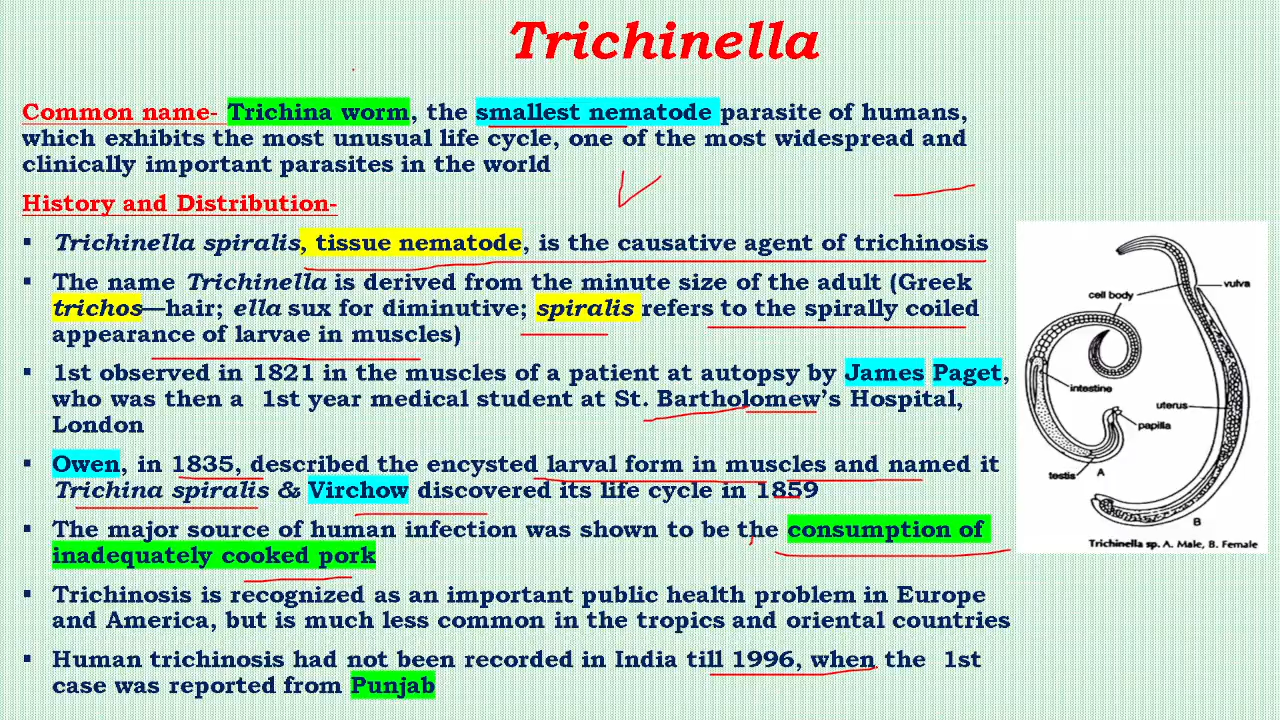 Trichinella
Common name- Trichina worm, the smallest nematode parasite of humans,
which exhibits the most unusual life cycle, one of the most widespread and
clinically important parasites in the world
History and Distribution-
▪ Trichinella spiralis, tissue nematode, is the causative agent of trichinosis
▪ The name Trichinella is derived from the minute size of the adult (Greek
trichos—hair; ella sux for diminutive; spiralis refers to the spirally coiled
appearance of larvae in muscles)
▪ 1st observed in 1821 in the muscles of a patient at autopsy by James Paget,
who was then a 1st year medical student at St. Bartholomew's Hospital,
London
▪ Owen, in 1835, described the encysted larval form in muscles and named it
Trichina spiralis & Virchow discovered its life cycle in 1859
▪ The major source of human infection was shown to be the consumption of
inadequately cooked pork
▪ Trichinosis is recognized as an important public health problem in Europe
and America, but is much less common in the tropics and oriental countries
▪ Human trichinosis had not been recorded in India till 1996, when the 1st
case was reported from Punjab
vulva
cell body
intestine
uterus
papilla
testis
A
B
Trichinella sp. A. Male, B. Female